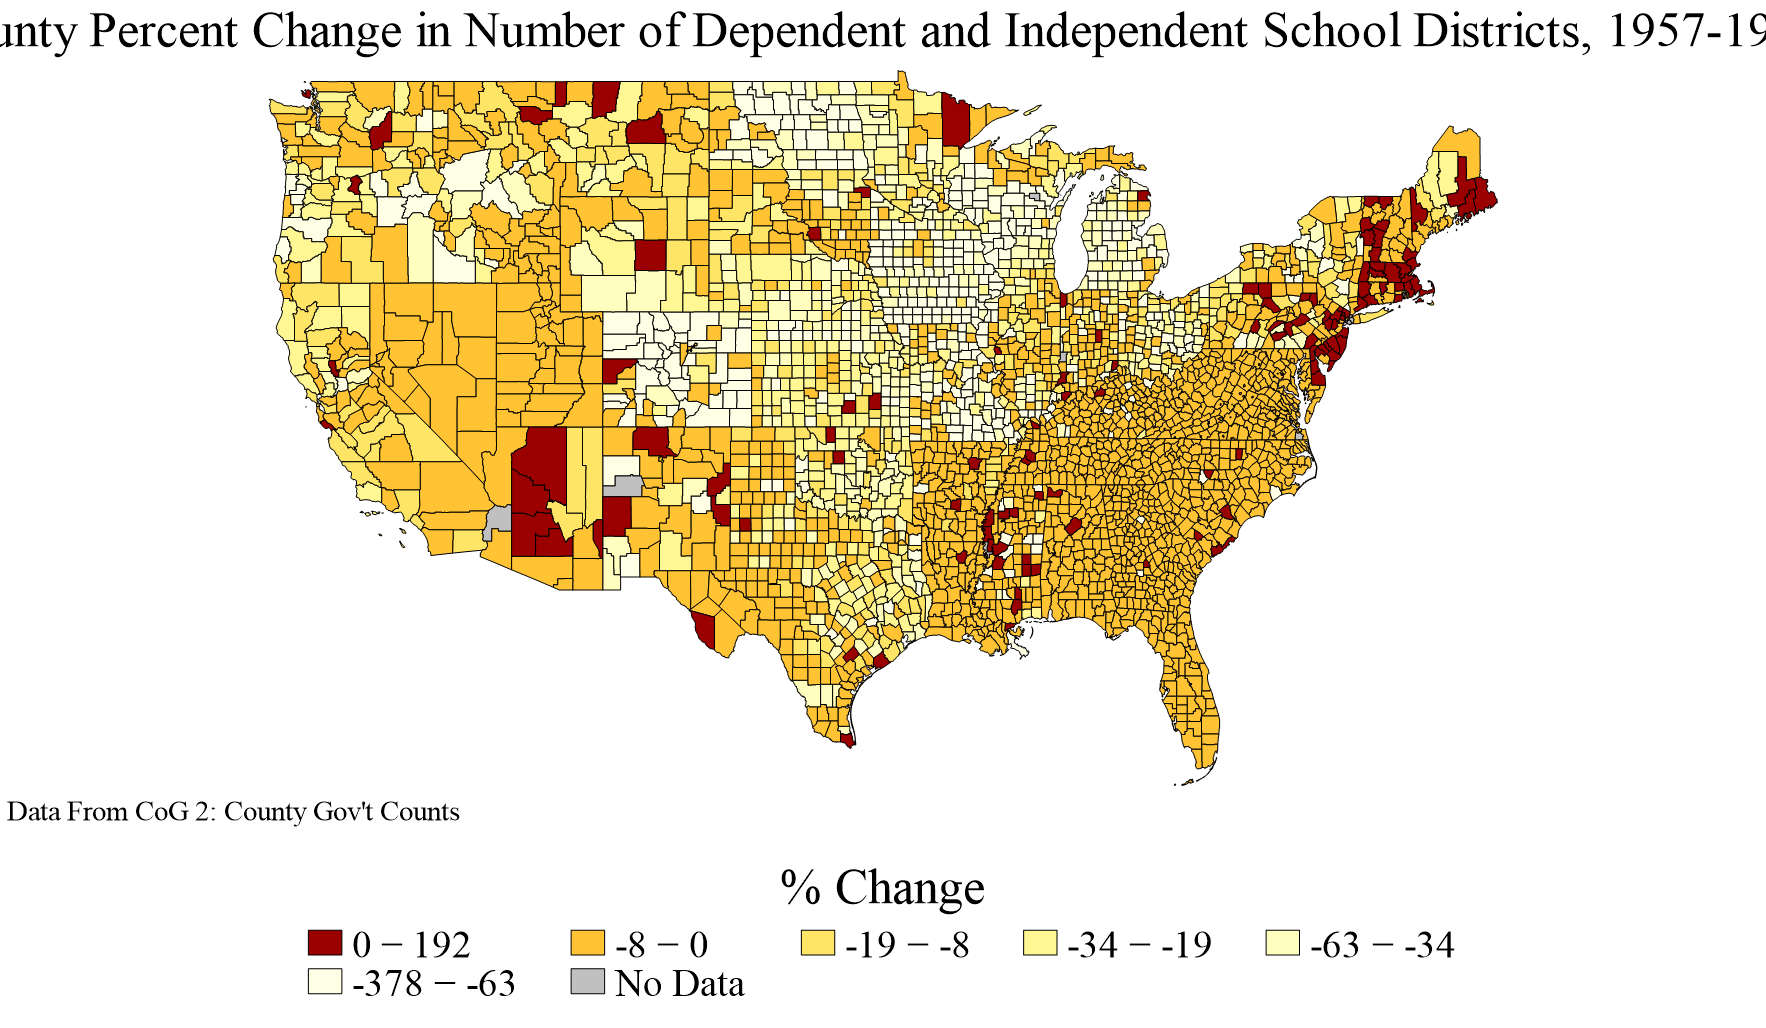 unty Percent Change in Number of Dependent and Independent School Districts, 1957-19
Data From CoG 2: County Gov't Counts
% Change
0 – 192
-8 – 0
-19 – -8
-34 – -19
-63 – -34
-378 – -63
No Data